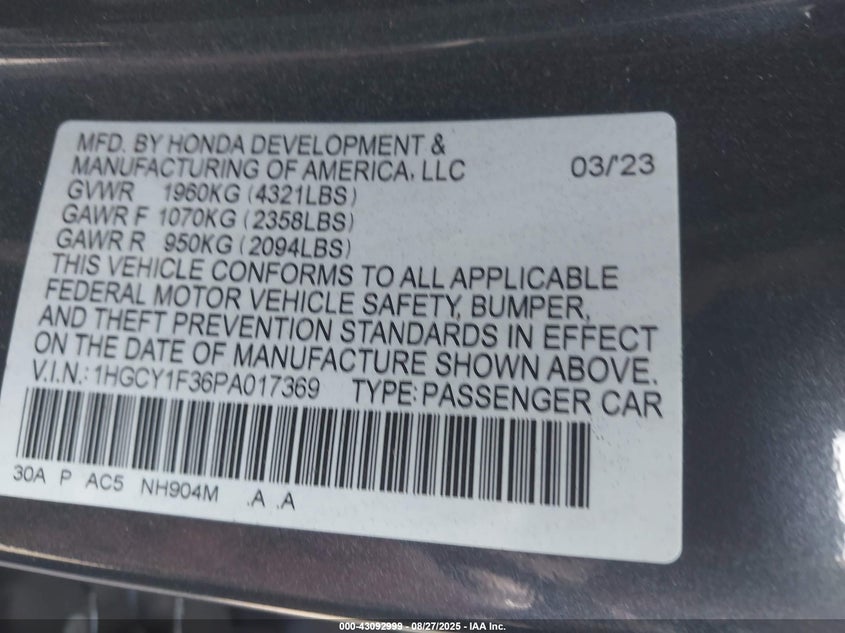 MFD. BY HONDA DEVELOPMENT &
MANUFACTURING OF AMERICA, LLC 03/'23
GVWR 1960KG (4321LBS)
GAWR F 1070KG (2358LBS)
GAWR R 950KG (2094LBS)
THIS VEHICLE CONFORMS TO ALL APPLICABLE
FEDERAL MOTOR VEHICLE SAFETY, BUMPER,
AND THEFT PREVENTION STANDARDS IN EFFECT
ON THE DATE OF MANUFACTURE SHOWN ABOVE.
V.I.N.: 1HGCY1F36PA017369 TYPE: PASSENGER CAR
30A P AC5 NH904M .A .A
000-43092999 | 08/27/2025 - IAA Inc.